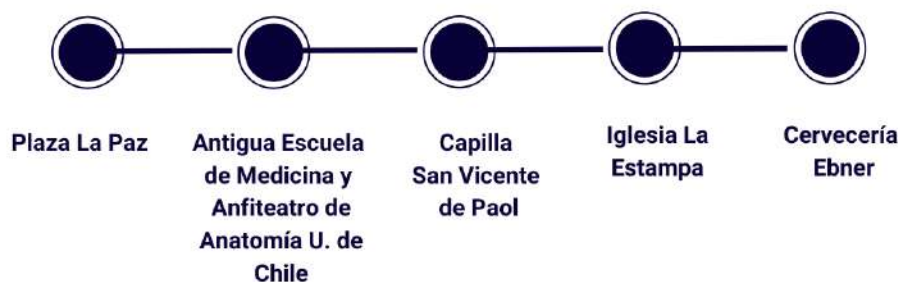 Plaza La Paz
Antigua Escuela
de Medicina y
Anfiteatro de
Anatomía U. de
Chile
Capilla
San Vicente
de Paol
Iglesia La
Estampa
Cervecería
Ebner